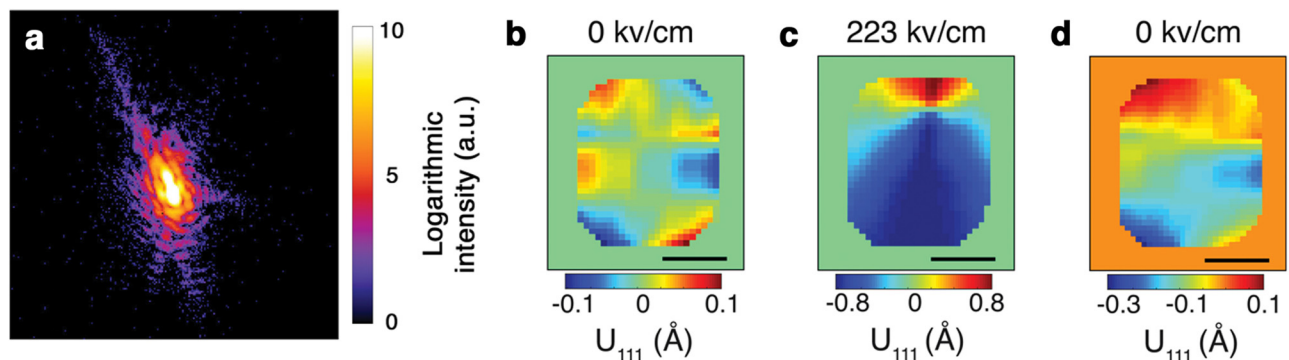 a
10
5
0
Logarithmic
intensity (a.u.)
b
0 kv/cm
-0.1 0 0.1
U111 (Å)
c
223 kv/cm
-0.8 0 0.8
U111 (Å)
d
0 kv/cm
-0.3 -0.1 0.1
U111 (Å)